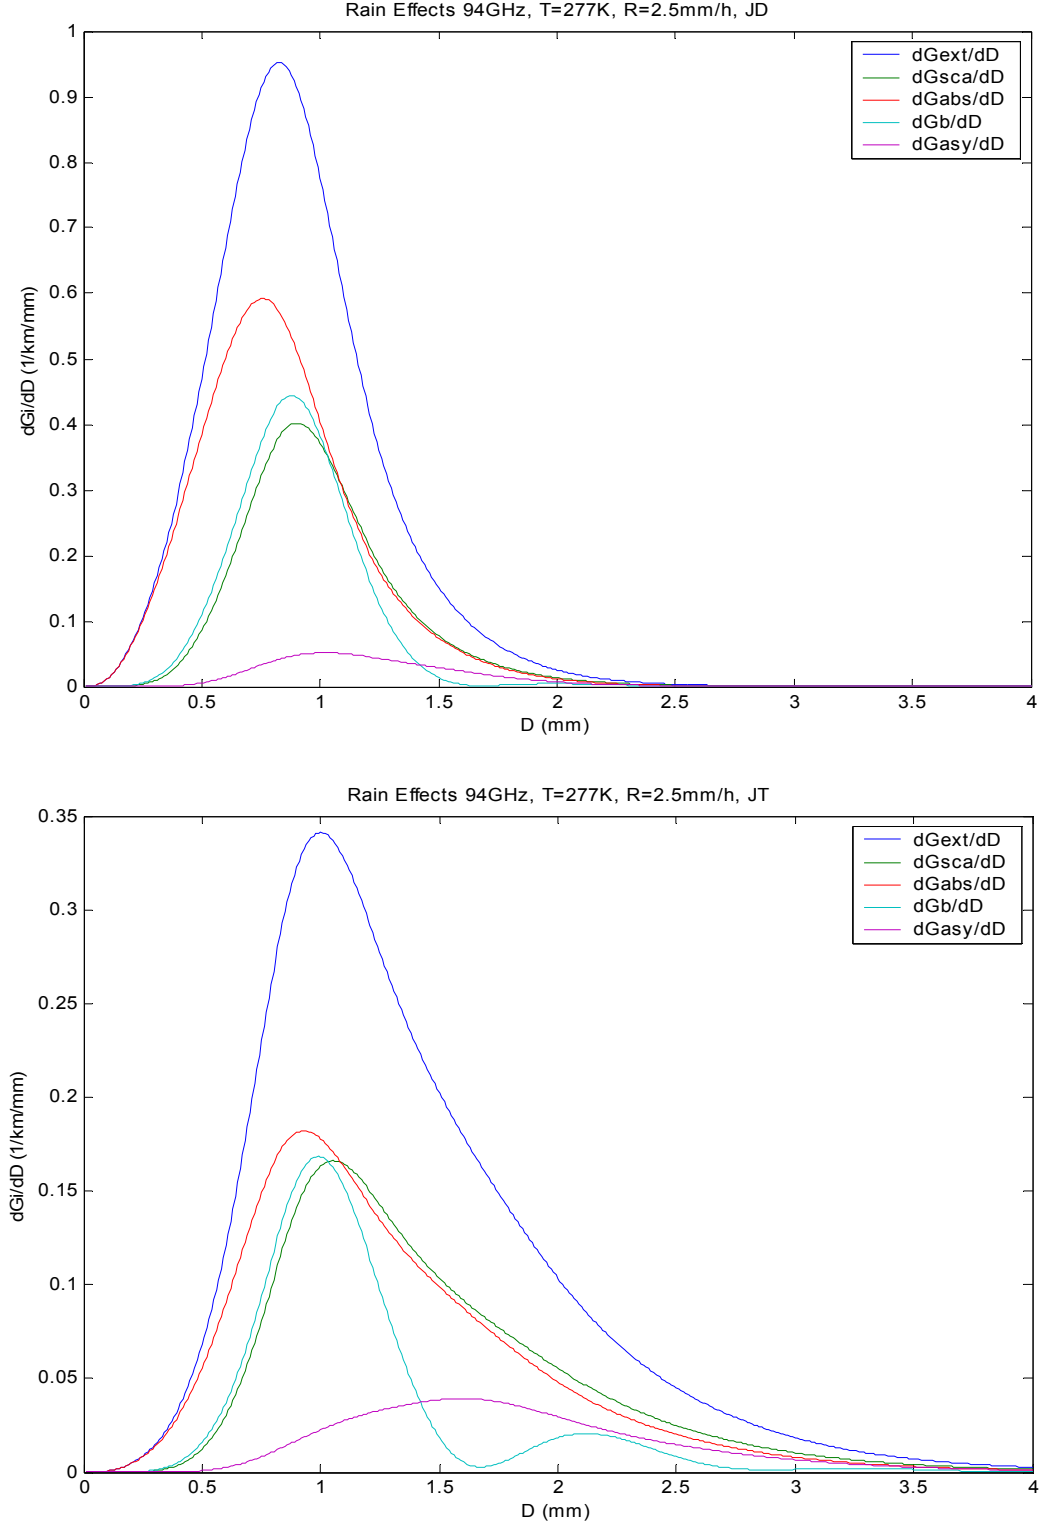 Rain Effects 94GHz, T=277K, R=2.5mm/h, JD
1
0.9
0.8
0.7
0.6
0.5
0.4
0.3
0.2
0.1
0
dGi/dD (1/km/mm)
dGext/dD
dGsca/dD
dGabs/dD
dGb/dD
dGasy/dD
0 0.5 1 1.5 2 2.5 3 3.5 4
D (mm)
Rain Effects 94GHz, T=277K, R=2.5mm/h, JT
0.35
0.3
0.25
0.2
0.15
0.1
0.05
0
dGi/dD (1/km/mm)
dGext/dD
dGsca/dD
dGabs/dD
dGb/dD
dGasy/dD
0 0.5 1 1.5 2 2.5 3 3.5 4
D (mm)